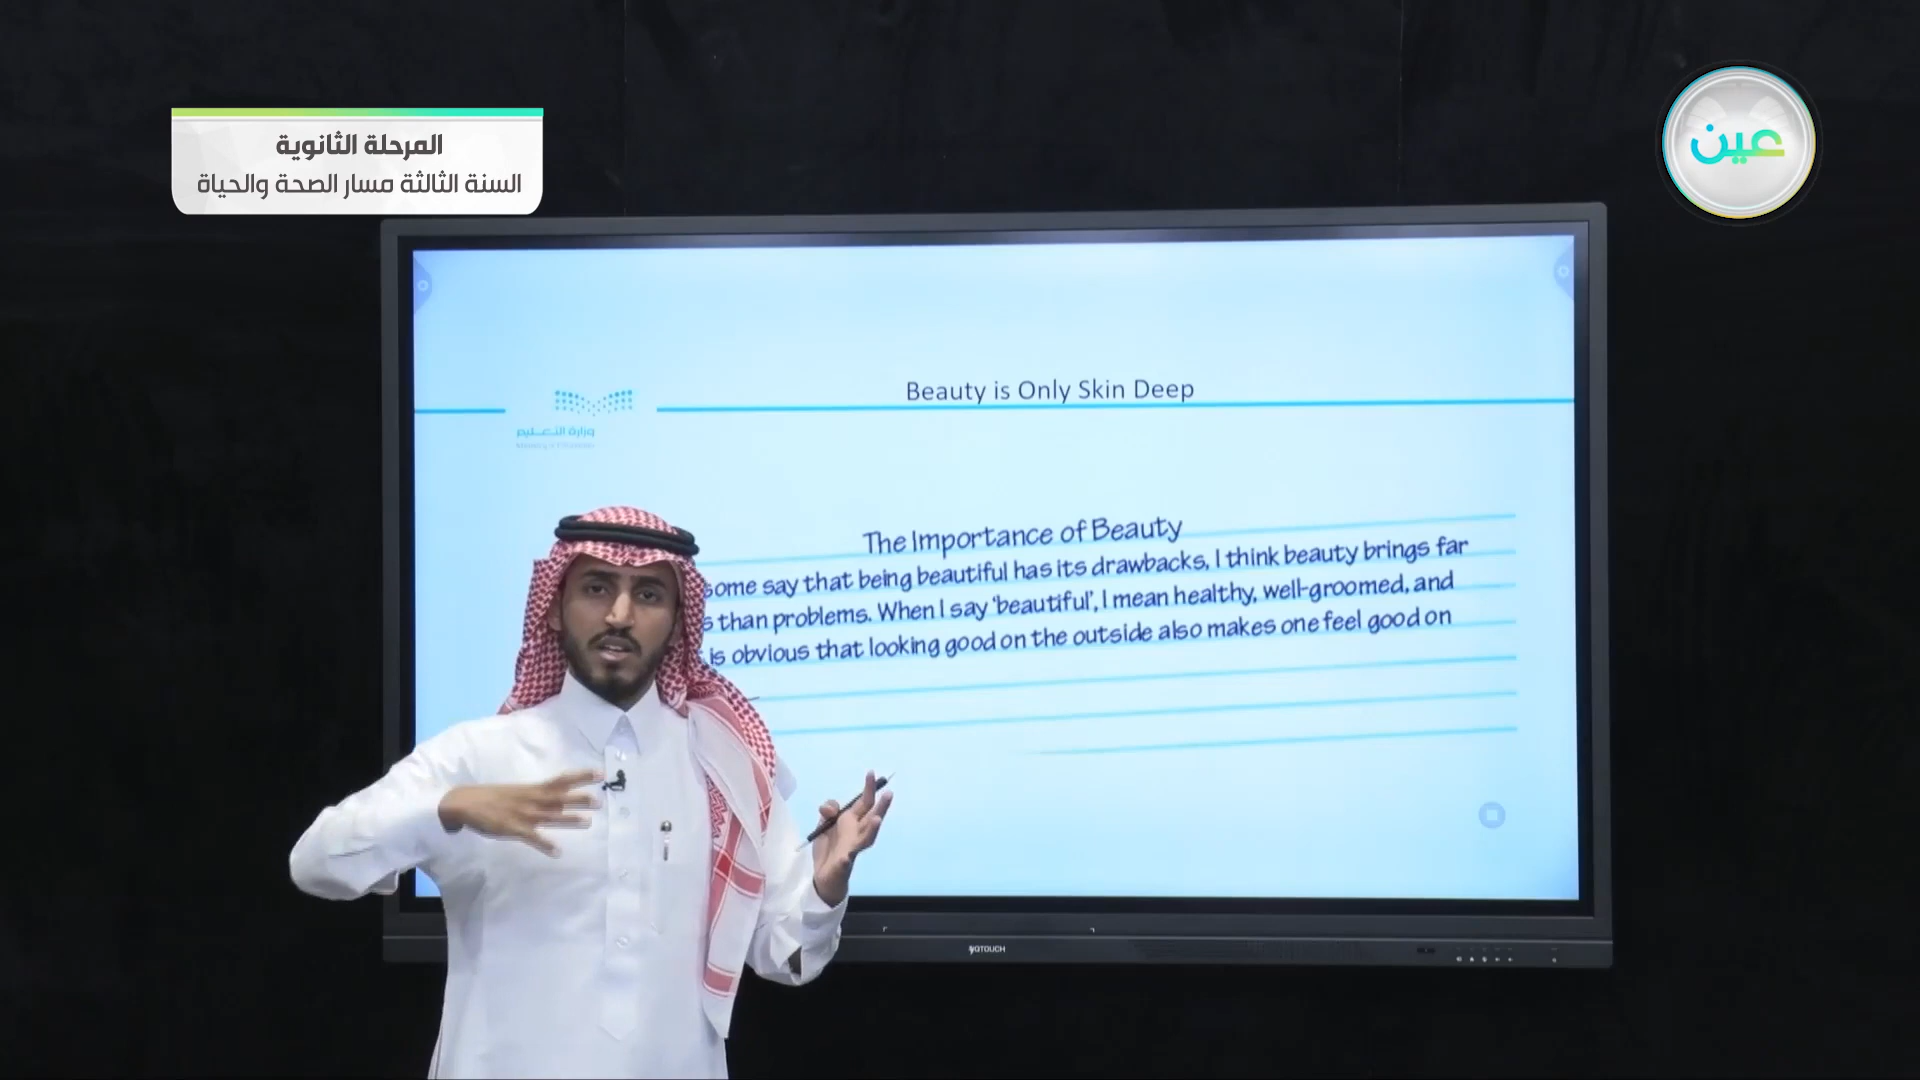 المرحلة الثانوية
السنة الثالثة مسار الصحة والحياة
عين
Beauty is Only Skin Deep
وزارة التعليم
The Importance of Beauty
some say that being beautiful has its drawbacks, I think beauty brings far
than problems. When I say 'beautiful', I mean healthy, well-groomed, and
is obvious that looking good on the outside also makes one feel good on